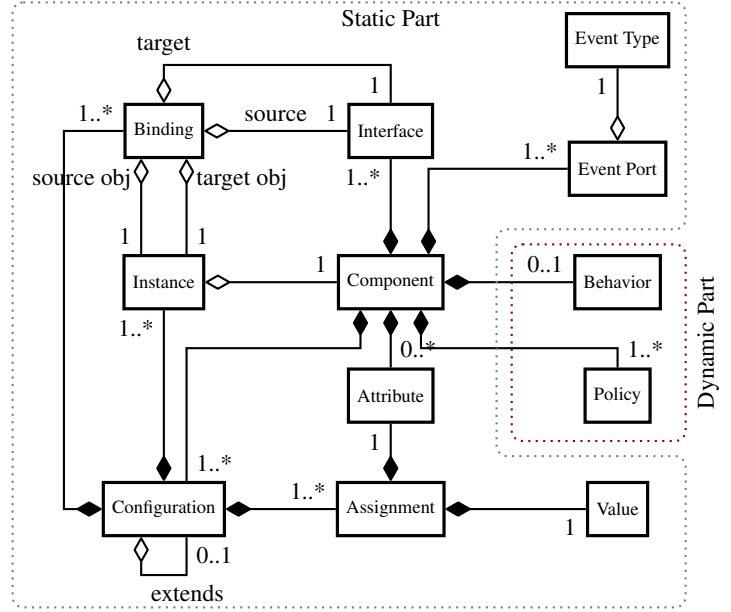 Static Part
target
Event Type
1
1
1..*
Binding
source
1
Interface
1..*
Event Port
source obj
target obj
1..*
1
1
Instance
1
Component
0..1
Behavior
Dynamic Part
1..*
0..*
1..*
Attribute
Policy
1
1..*
1..*
Configuration
Assignment
Value
1
0..1
extends